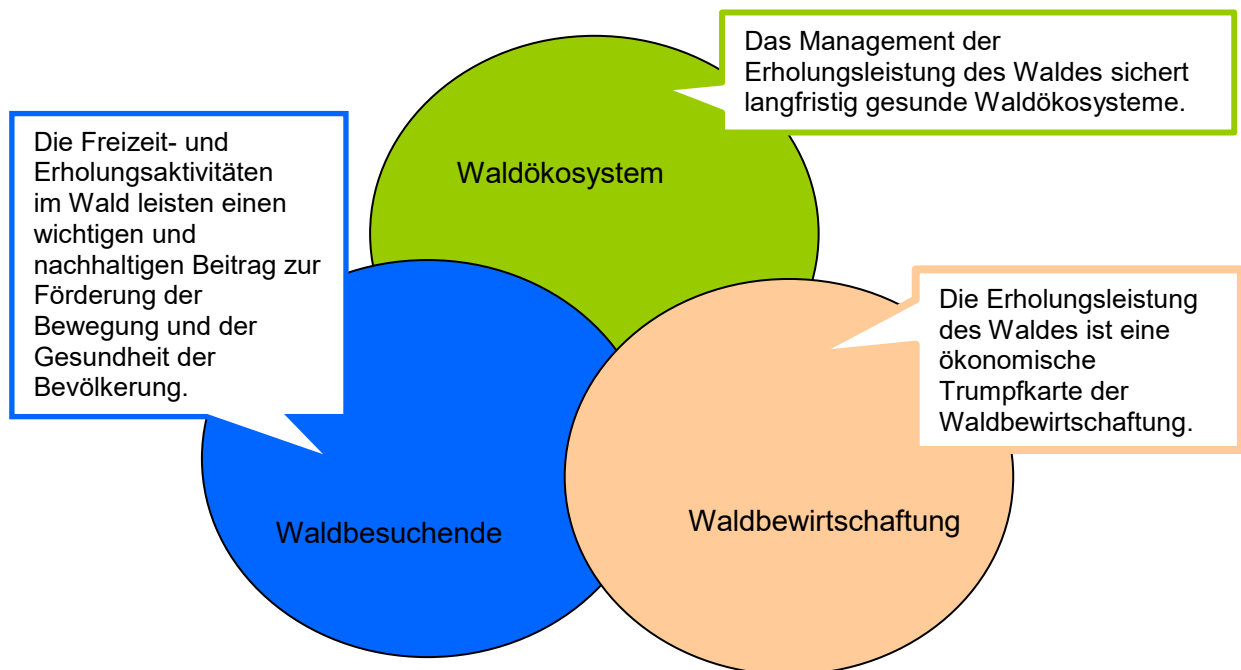 Das Management der
Erholungsleistung des Waldes sichert
langfristig gesunde Waldökosysteme.
Die Freizeit- und
Erholungsaktivitäten
im Wald leisten einen
wichtigen und
nachhaltigen Beitrag zur
Förderung der
Bewegung und der
Gesundheit der
Bevölkerung.
Waldökosystem
Die Erholungsleistung
des Waldes ist eine
ökonomische
Trumpfkarte der
Waldbewirtschaftung.
Waldbesuchende
Waldbewirtschaftung